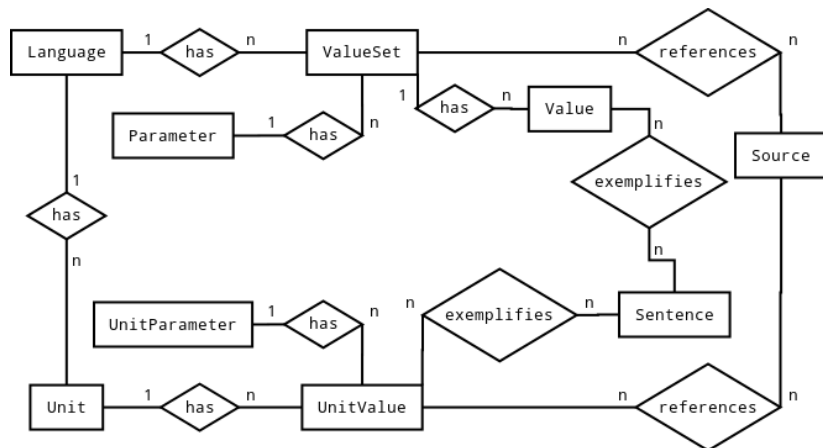 Language 1 has n ValueSet n references n
1 has n Value
Parameter 1 has n
n
Source
exemplifies
1
has
n
n
UnitParameter 1 has n
n exemplifies n Sentence
Unit 1 has n UnitValue n references n